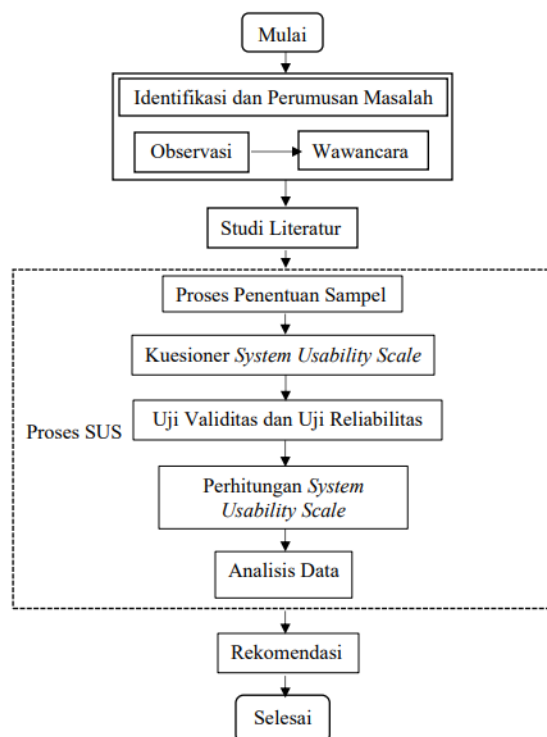 Mulai
Identifikasi dan Perumusan Masalah
Observasi
Wawancara
Studi Literatur
Proses Penentuan Sampel
Kuesioner System Usability Scale
Uji Validitas dan Uji Reliabilitas
Proses SUS
Perhitungan System
Usability Scale
Analisis Data
Rekomendasi
Selesai